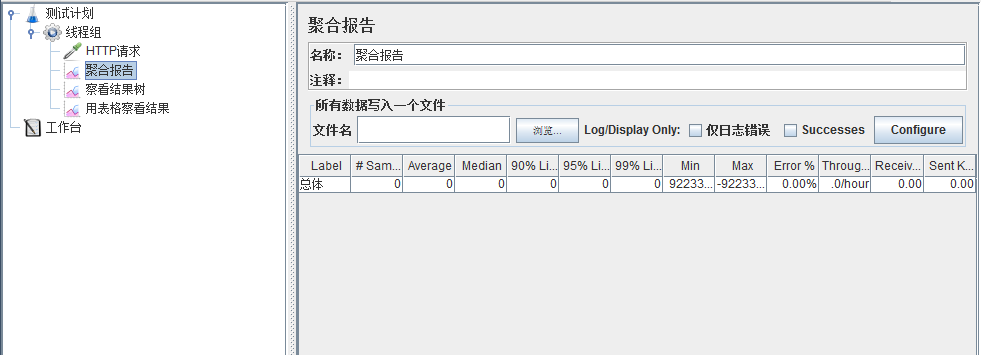 测试计划
线程组
HTTP请求
聚合报告
察看结果树
用表格察看结果
工作台
聚合报告
名称： 聚合报告
注释：
所有数据写入一个文件
文件名 浏览... Log/Display Only: 仅日志错误 Successes Configure
Label # Sam... Average Median 90% Li... 95% Li... 99% Li... Min Max Error % Throug... Receiv... Sent K...
总体 0 0 0 0 0 0 92233... -92233... 0.00% .0/hour 0.00 0.00